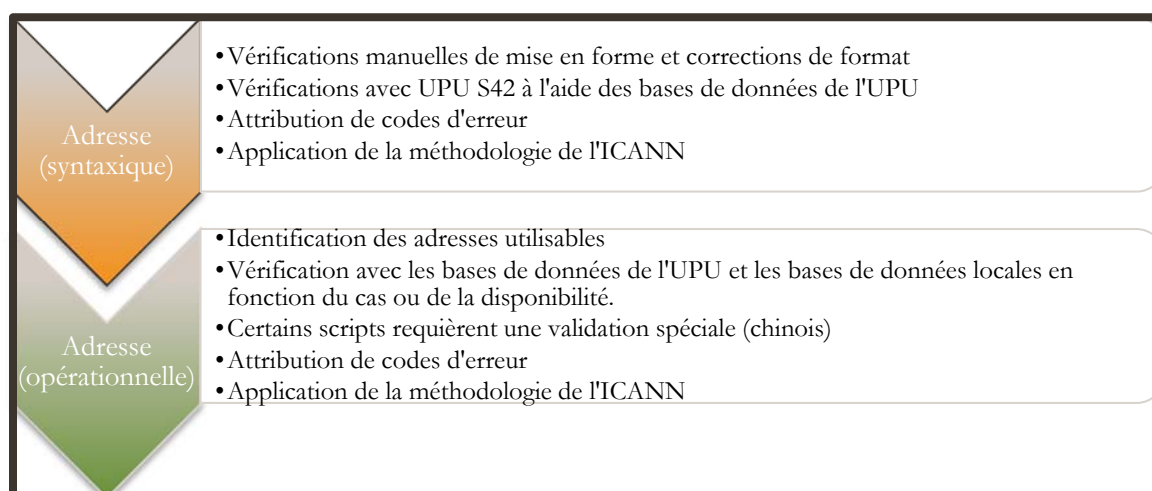 Adresse
(syntaxique)
•Vérifications manuelles de mise en forme et corrections de format
•Vérifications avec UPU S42 à l'aide des bases de données de l'UPU
•Attribution de codes d'erreur
•Application de la méthodologie de l'ICANN
Adresse
(opérationnelle)
•Identification des adresses utilisables
•Vérification avec les bases de données de l'UPU et les bases de données locales en
fonction du cas ou de la disponibilité.
•Certains scripts requièrent une validation spéciale (chinois)
•Attribution de codes d'erreur
•Application de la méthodologie de l'ICANN